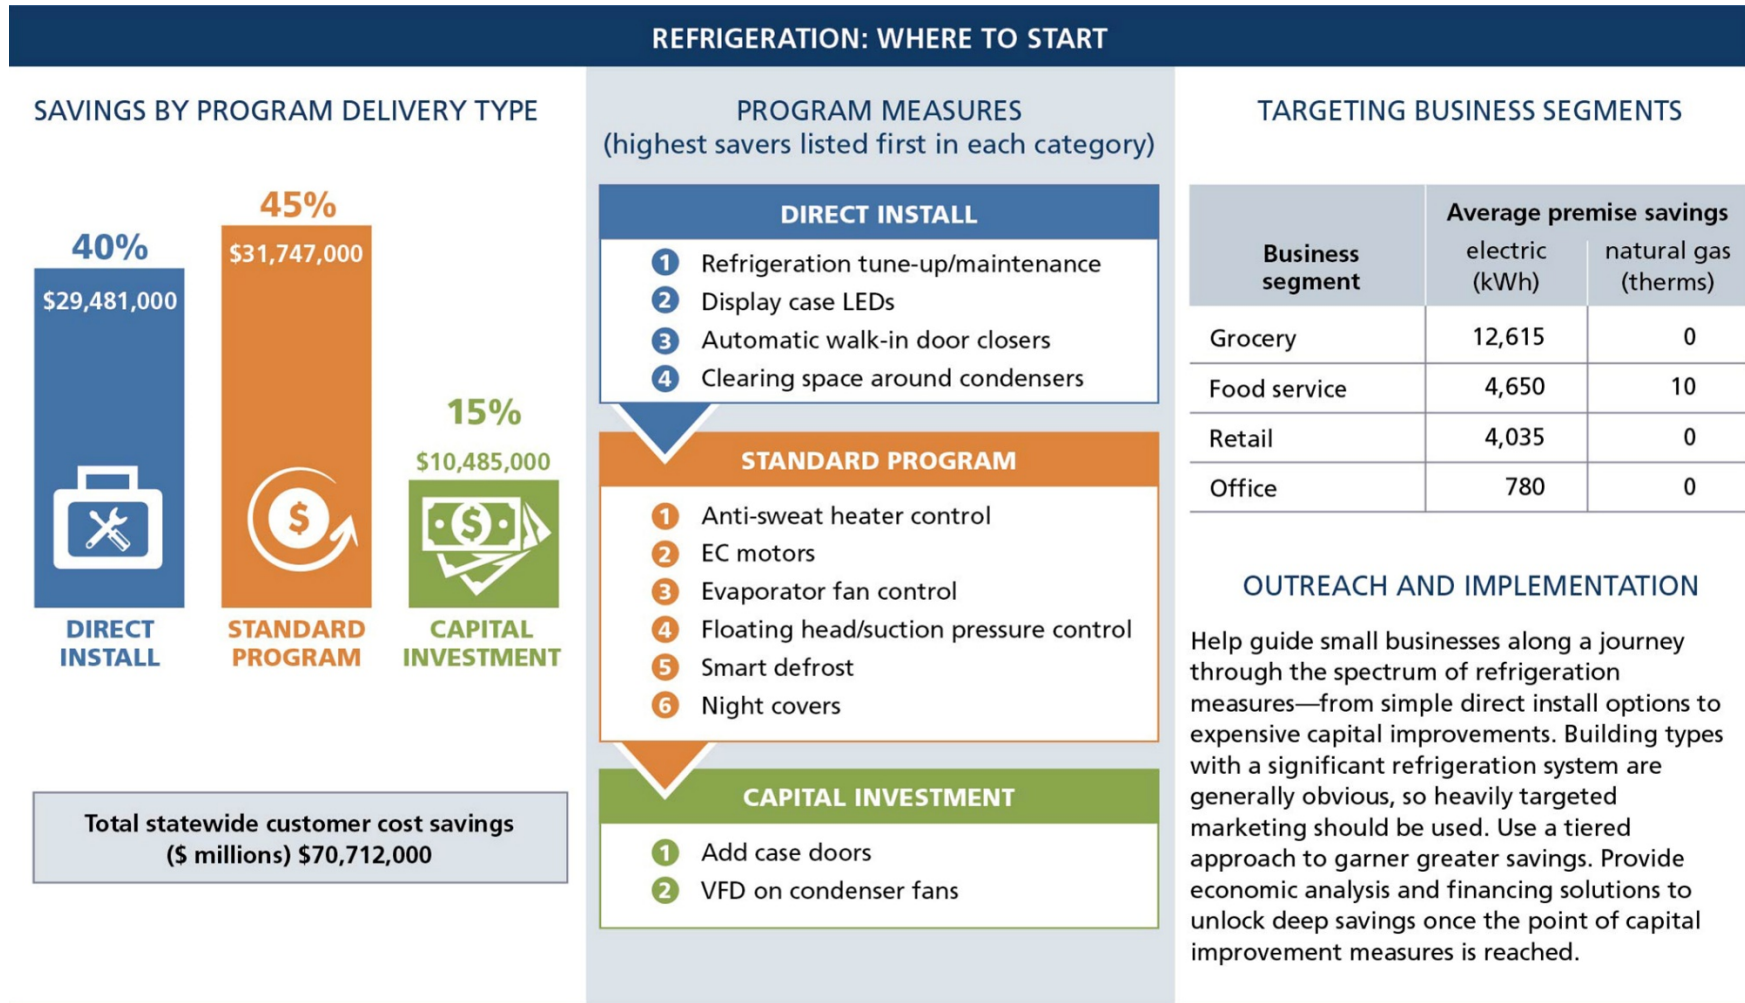 REFRIGERATION: WHERE TO START
SAVINGS BY PROGRAM DELIVERY TYPE
40%
$29,481,000
45%
$31,747,000
15%
$10,485,000
DIRECT
INSTALL
STANDARD
PROGRAM
CAPITAL
INVESTMENT
Total statewide customer cost savings
($ millions) $70,712,000
PROGRAM MEASURES
(highest savers listed first in each category)
DIRECT INSTALL
1 Refrigeration tune-up/maintenance
2 Display case LEDs
3 Automatic walk-in door closers
4 Clearing space around condensers
STANDARD PROGRAM
1 Anti-sweat heater control
2 EC motors
3 Evaporator fan control
4 Floating head/suction pressure control
5 Smart defrost
6 Night covers
CAPITAL INVESTMENT
1 Add case doors
2 VFD on condenser fans
TARGETING BUSINESS SEGMENTS
Business
segment
Average premise savings
electric
(kWh)
natural gas
(therms)
Grocery 12,615 0
Food service 4,650 10
Retail 4,035 0
Office 780 0
OUTREACH AND IMPLEMENTATION
Help guide small businesses along a journey
through the spectrum of refrigeration
measures—from simple direct install options to
expensive capital improvements. Building types
with a significant refrigeration system are
generally obvious, so heavily targeted
marketing should be used. Use a tiered
approach to garner greater savings. Provide
economic analysis and financing solutions to
unlock deep savings once the point of capital
improvement measures is reached.